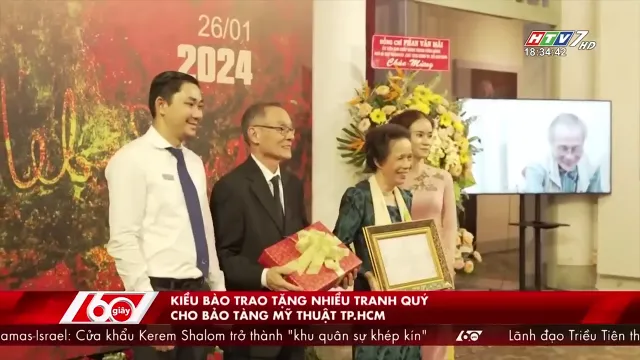 26/01
2024
ĐỒNG CHÍ PHAN VĂN MÃI
Chúc Mừng
HTV7 HD
18:34:42
60 giây
KIỀU BÀO TRAO TẶNG NHIỀU TRANH QUÝ
CHO BẢO TÀNG MỸ THUẬT TP.HCM
amas-Israel: Cửa khẩu Kerem Shalom trở thành "khu quân sự khép kín" 60 Lãnh đạo Triều Tiên th